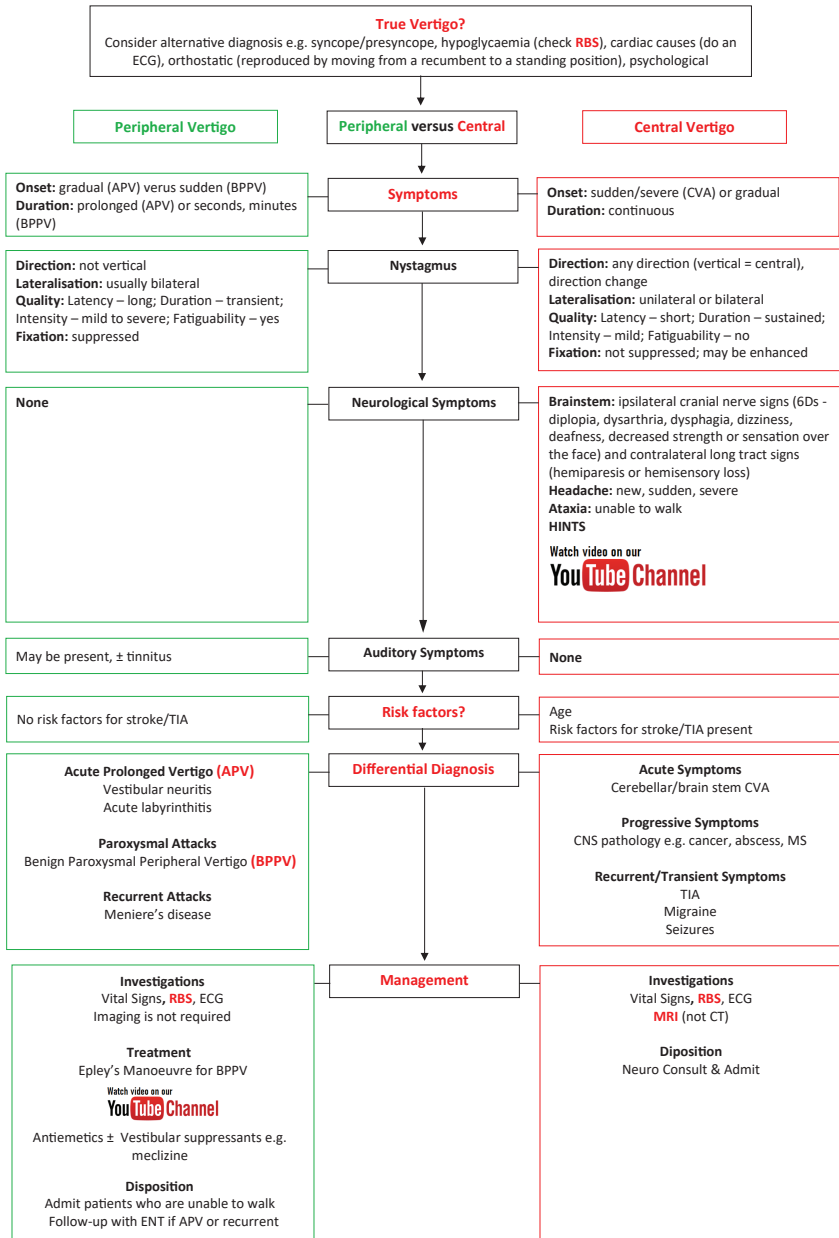 True Vertigo?
Consider alternative diagnosis e.g. syncope/presyncope, hypoglycaemia (check RBS), cardiac causes (do an
ECG), orthostatic (reproduced by moving from a recumbent to a standing position), psychological
Peripheral Vertigo
Peripheral versus Central
Central Vertigo
Onset: gradual (APV) verus sudden (BPPV)
Duration: prolonged (APV) or seconds, minutes
(BPPV)
Symptoms
Onset: sudden/severe (CVA) or gradual
Duration: continuous
Direction: not vertical
Lateralisation: usually bilateral
Quality: Latency – long; Duration – transient;
Intensity – mild to severe; Fatiguability – yes
Fixation: suppressed
Nystagmus
Direction: any direction (vertical = central),
direction change
Lateralisation: unilateral or bilateral
Quality: Latency – short; Duration – sustained;
Intensity – mild; Fatiguability – no
Fixation: not suppressed; may be enhanced
None
Neurological Symptoms
Brainstem: ipsilateral cranial nerve signs (6Ds -
diplopia, dysarthria, dysphagia, dizziness,
deafness, decreased strength or sensation over
the face) and contralateral long tract signs
(hemiparesis or hemisensory loss)
Headache: new, sudden, severe
Ataxia: unable to walk
HINTS
Watch video on our
YouTube Channel
May be present, ± tinnitus
Auditory Symptoms
None
No risk factors for stroke/TIA
Risk factors?
Age
Risk factors for stroke/TIA present
Acute Prolonged Vertigo (APV)
Vestibular neuritis
Acute labyrinthitis
Paroxysmal Attacks
Benign Paroxysmal Peripheral Vertigo (BPPV)
Recurrent Attacks
Meniere's disease
Differential Diagnosis
Acute Symptoms
Cerebellar/brain stem CVA
Progressive Symptoms
CNS pathology e.g. cancer, abscess, MS
Recurrent/Transient Symptoms
TIA
Migraine
Seizures
Investigations
Vital Signs, RBS, ECG
Imaging is not required
Treatment
Epley's Manoeuvre for BPPV
Watch video on our
YouTube Channel
Antiemetics ± Vestibular suppressants e.g.
meclizine
Disposition
Admit patients who are unable to walk
Follow-up with ENT if APV or recurrent
Management
Investigations
Vital Signs, RBS, ECG
MRI (not CT)
Diposition
Neuro Consult & Admit